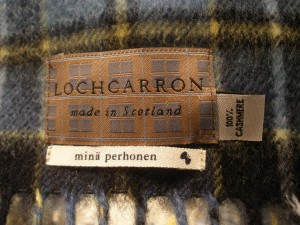 LOCHCARRON
made in Scotland
100%
CASHMERE
minä perhonen